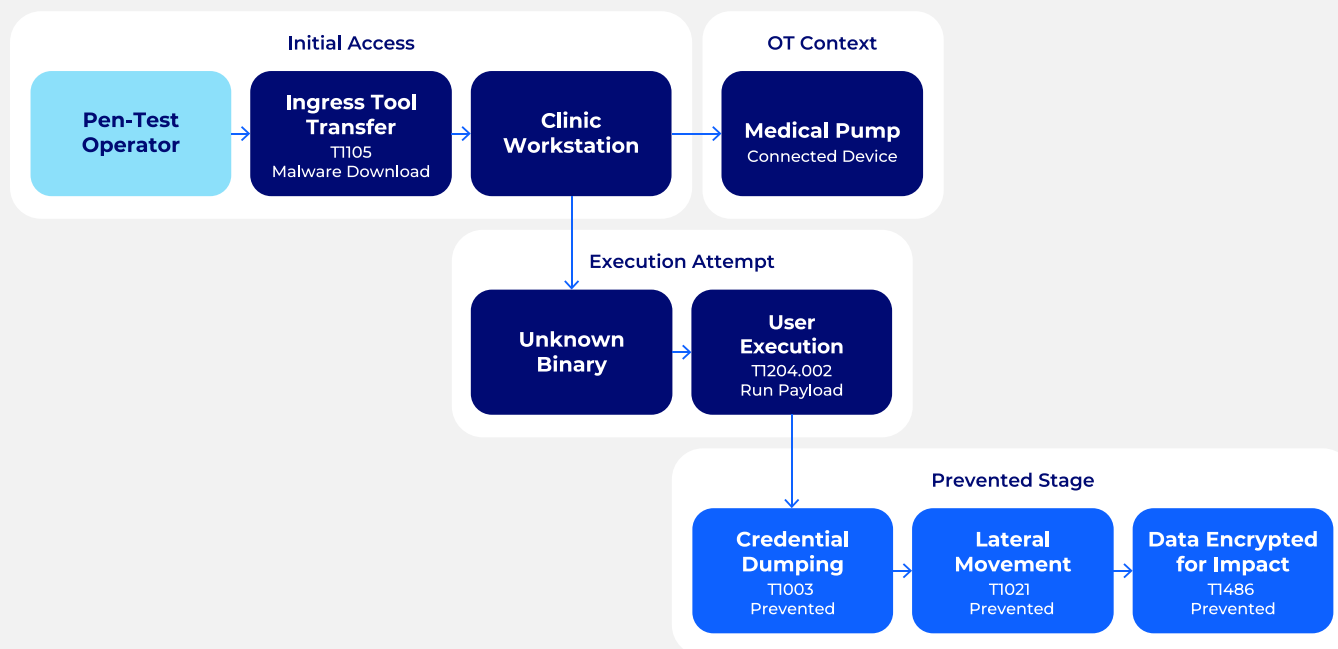 Initial Access
OT Context
Pen-Test
Operator
Ingress Tool
Transfer
T1105
Malware Download
Clinic
Workstation
Medical Pump
Connected Device
Execution Attempt
Unknown
Binary
User
Execution
T1204.002
Run Payload
Prevented Stage
Credential
Dumping
T1003
Prevented
Lateral
Movement
T1021
Prevented
Data Encrypted
for Impact
T1486
Prevented